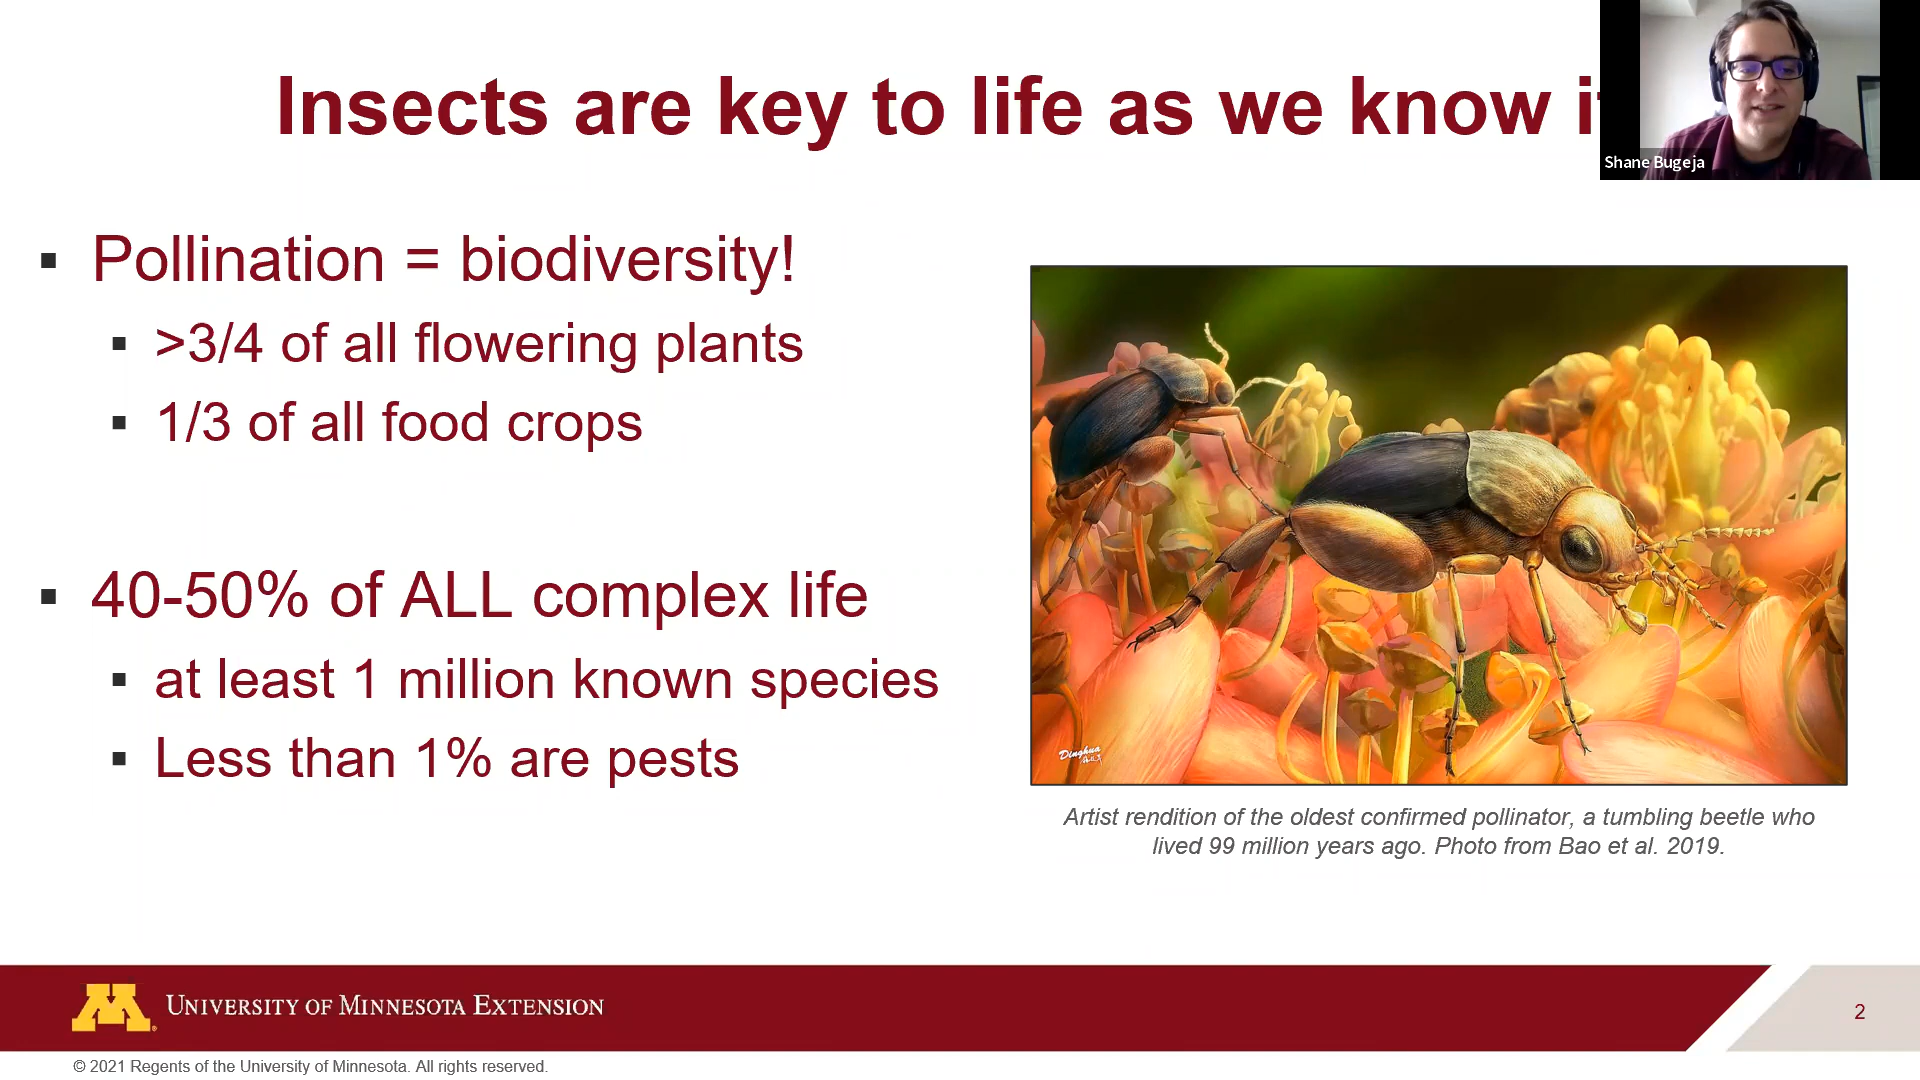 Insects are key to life as we know it
Shane Bugeja
▪ Pollination = biodiversity!
▪ >3/4 of all flowering plants
▪ 1/3 of all food crops
▪ 40-50% of ALL complex life
▪ at least 1 million known species
▪ Less than 1% are pests
Dinghua
Artist rendition of the oldest confirmed pollinator, a tumbling beetle who
lived 99 million years ago. Photo from Bao et al. 2019.
M®
UNIVERSITY OF MINNESOTA EXTENSION
2
© 2021 Regents of the University of Minnesota. All rights reserved.